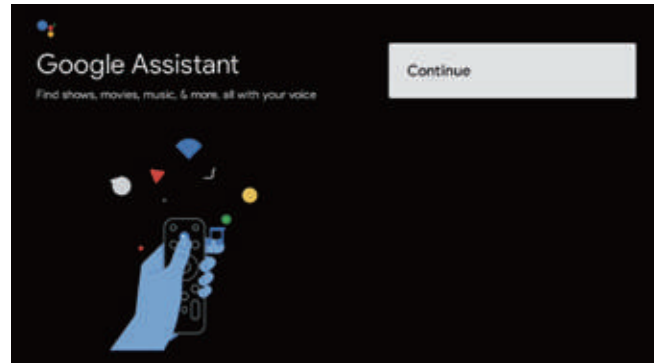 Google Assistant
Find shows, movies, music, & more, all with your voice
Continue